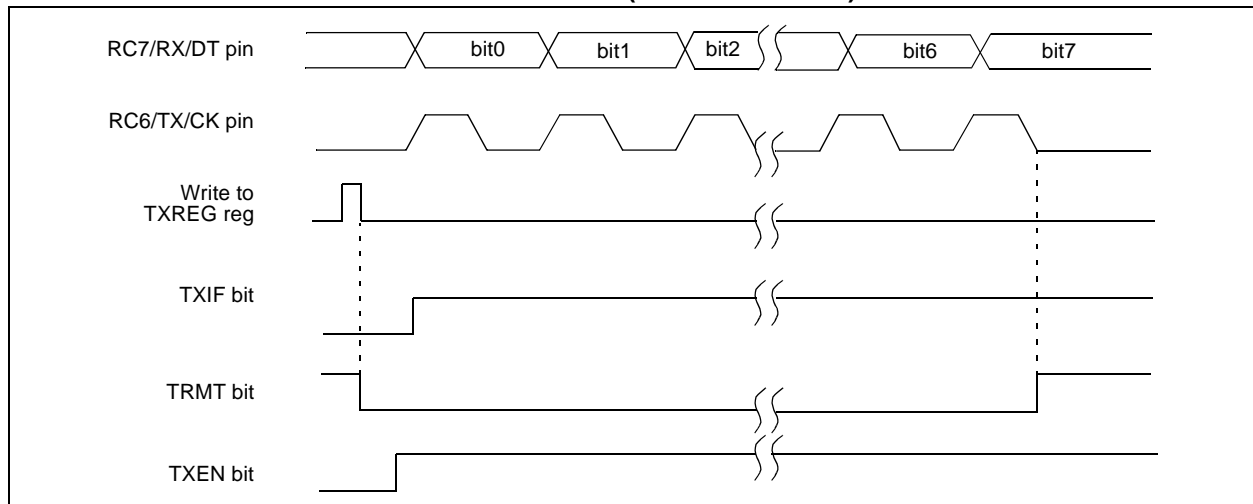 RC7/RX/DT pin
bit0
bit1
bit2
bit6
bit7
RC6/TX/CK pin
Write to
TXREG reg
TXIF bit
TRMT bit
TXEN bit